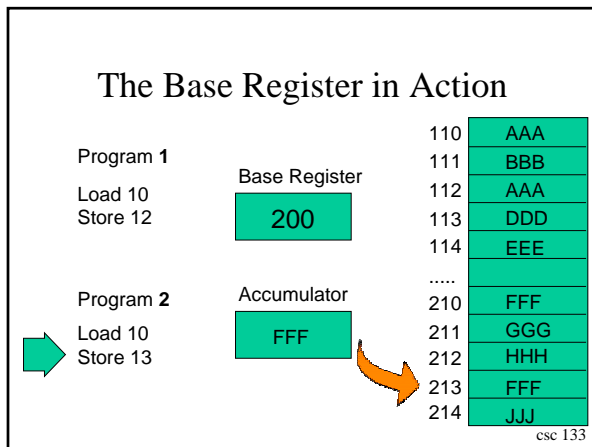 The Base Register in Action
Program 1
Load 10
Store 12
Base Register
200
Program 2
Load 10
Store 13
Accumulator
FFF
110 AAA
111 BBB
112 AAA
113 DDD
114 EEE
.....
210 FFF
211 GGG
212 HHH
213 FFF
214 JJJ
csc 133